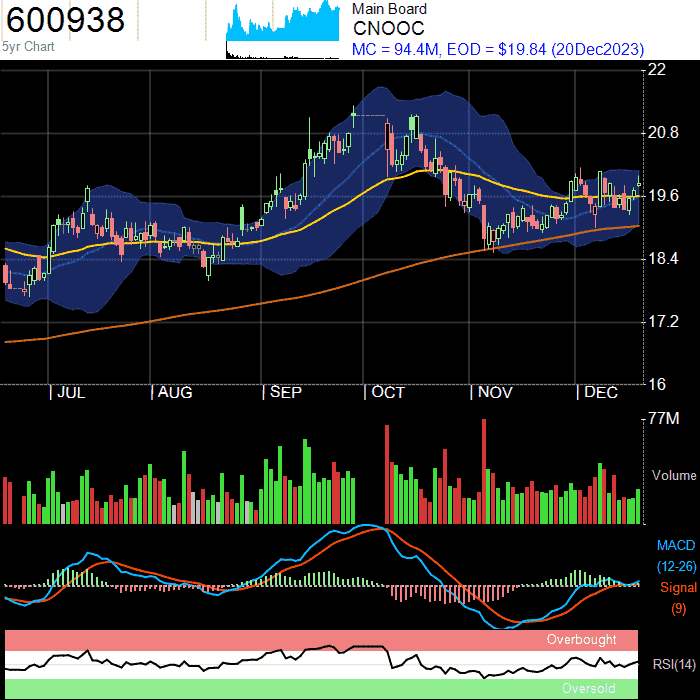 600938
5yr Chart
Main Board
CNOOC
MC = 94.4M, EOD = $19.84 (20Dec2023)
22
20.8
19.6
18.4
17.2
16
JUL
AUG
SEP
OCT
NOV
DEC
77M
Volume
MACD
(12-26)
Signal
(9)
Overbought
RSI(14)
Oversold